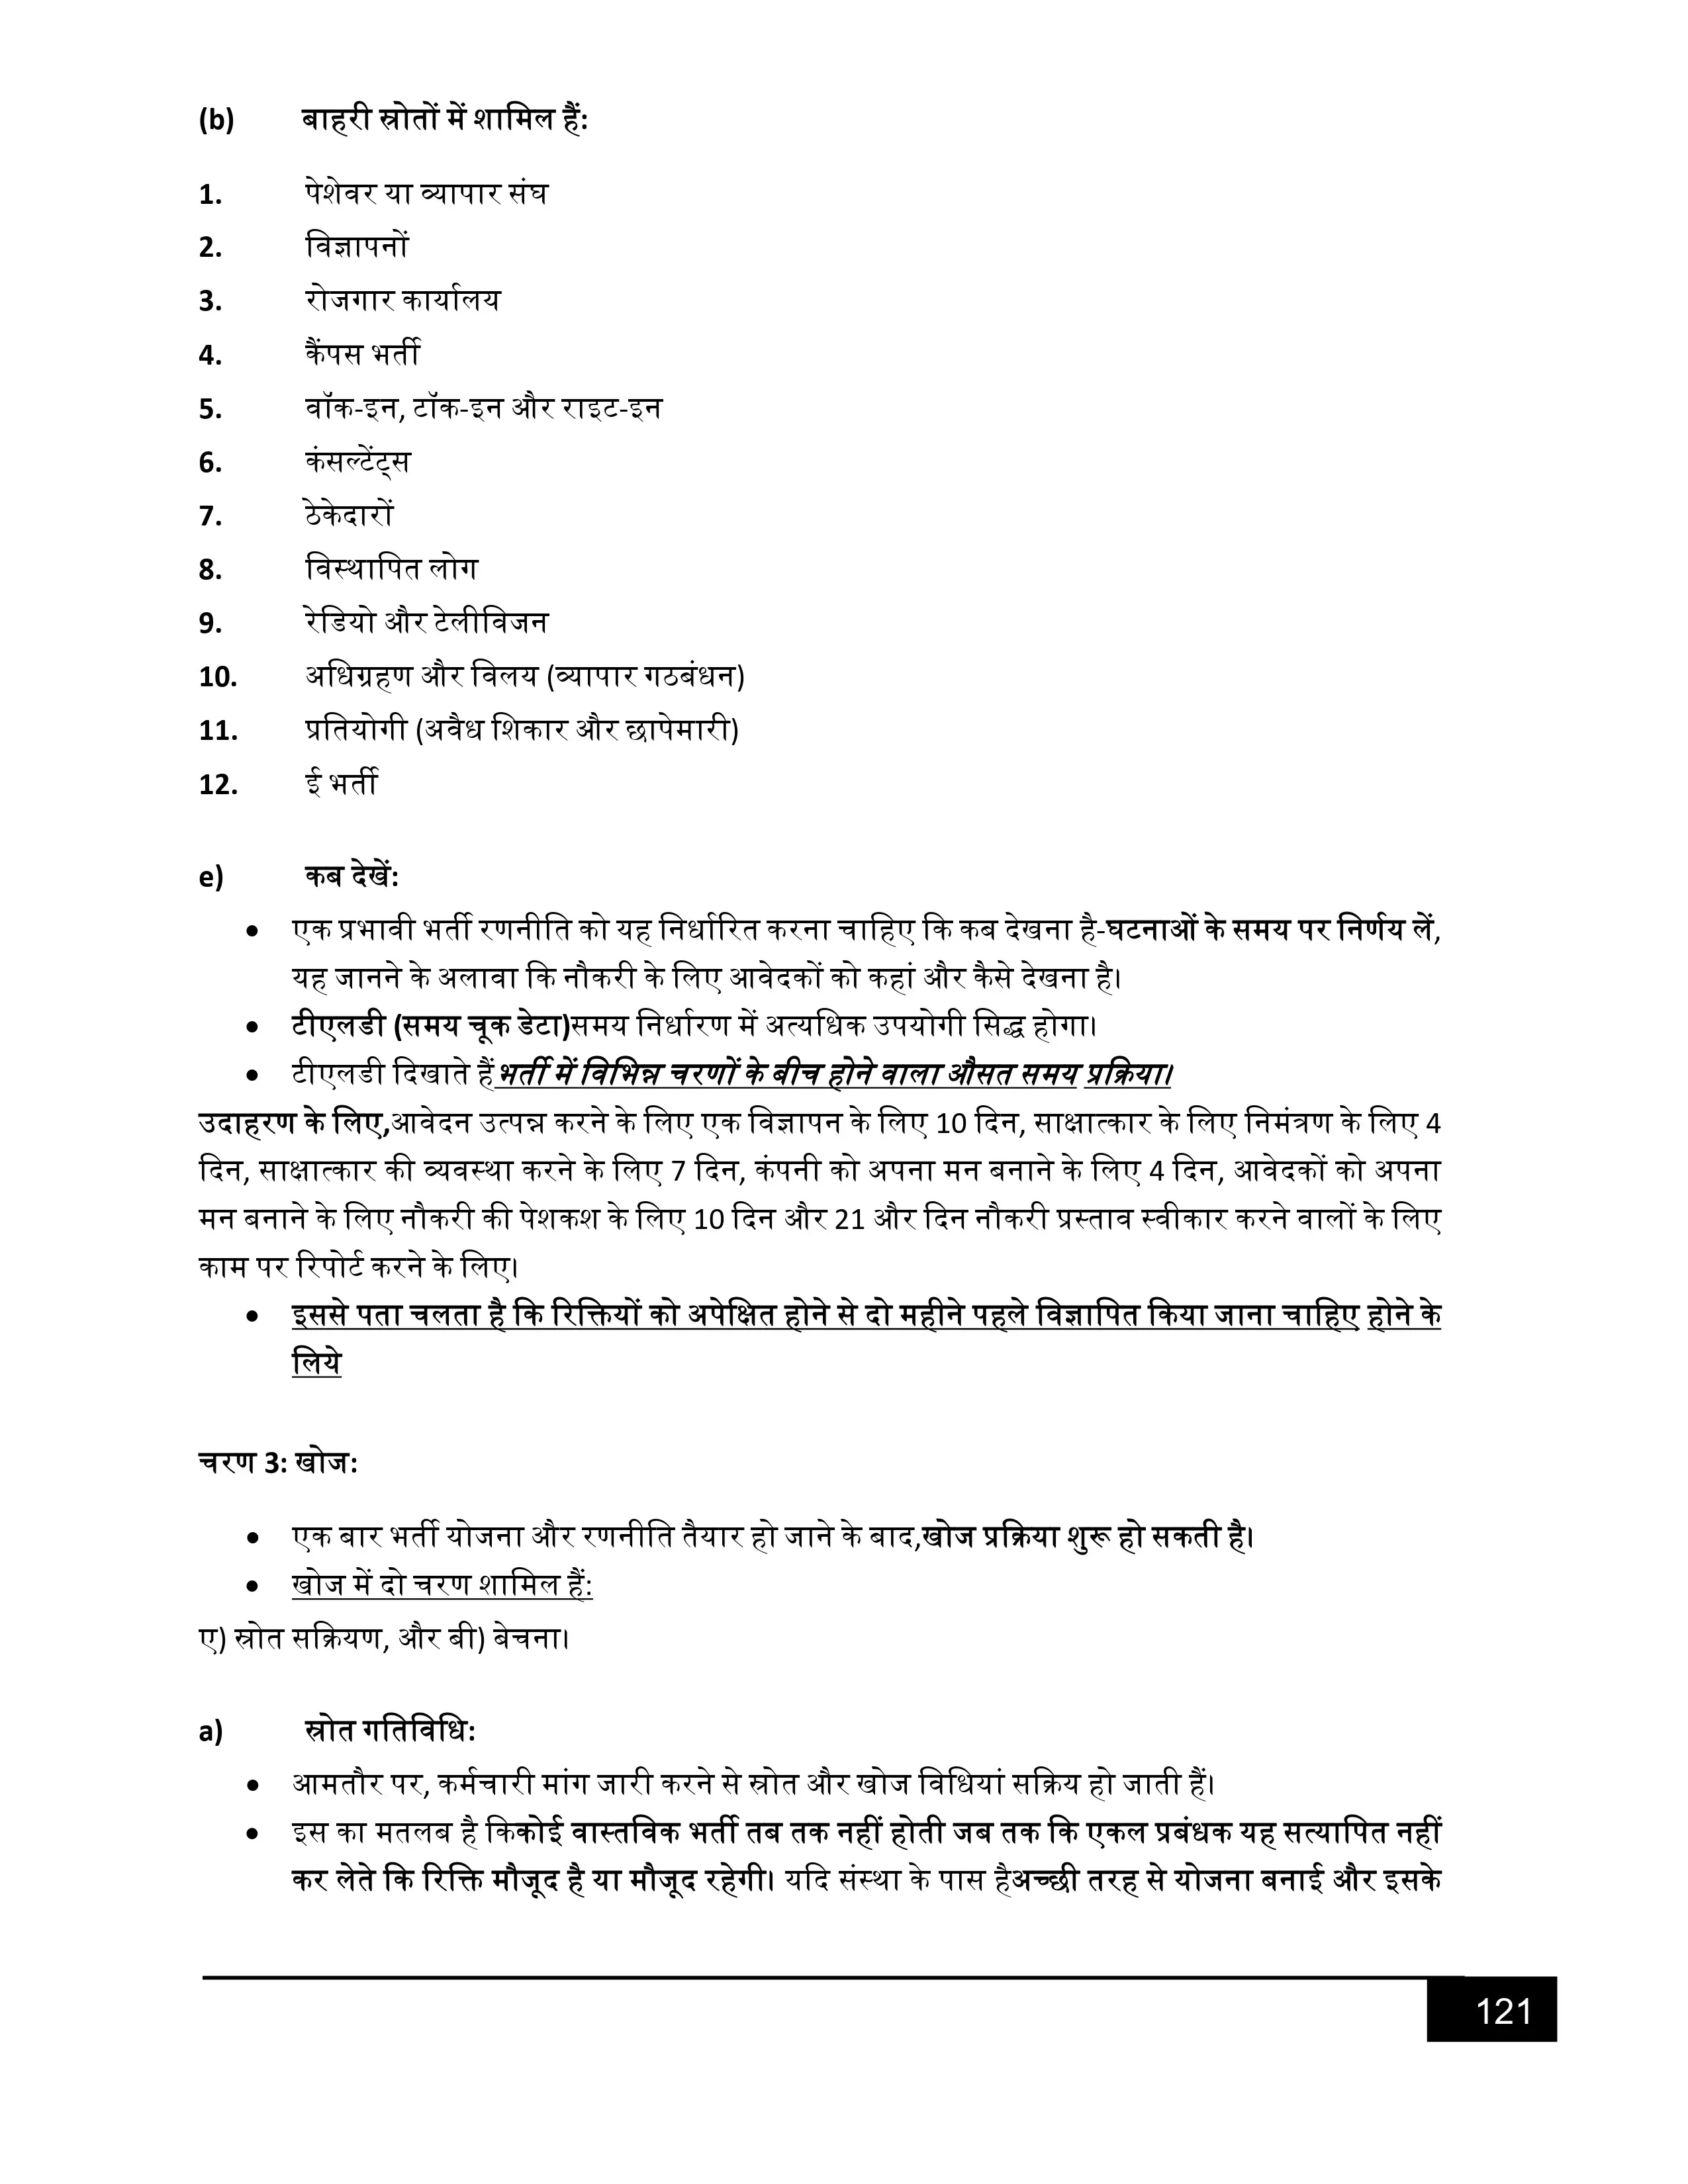 (b) बाहरी स्रोतों में शामिल हैं:
1. पेशेवर या व्यापार संघ
2. विज्ञापनों
3. रोजगार कार्यालय
4. कैंपस भर्ती
5. वॉक-इन, टॉक-इन और राइट-इन
6. कंसल्टेंट्स
7. ठेकेदारों
8. विस्थापित लोग
9. रेडियो और टेलीविजन
10. अधिग्रहण और विलय (व्यापार गठबंधन)
11. प्रतियोगी (अवैध शिकार और छापेमारी)
12. ई भर्ती
e) कब देखें:
• एक प्रभावी भर्ती रणनीति को यह निर्धारित करना चाहिए कि कब देखना है-घटनाओं के समय पर निर्णय लें,
यह जानने के अलावा कि नौकरी के लिए आवेदकों को कहां और कैसे देखना है।
• टीएलडी (समय चूक डेटा)समय निर्धारण में अत्यधिक उपयोगी सिद्ध होगा।
• टीएलडी दिखाते हैं भर्ती में विभिन्न चरणों के बीच होने वाला औसत समय प्रक्रिया।
उदाहरण के लिए,आवेदन उत्पन्न करने के लिए एक विज्ञापन के लिए 10 दिन, साक्षात्कार के लिए निमंत्रण के लिए 4
दिन, साक्षात्कार की व्यवस्था करने के लिए 7 दिन, कंपनी को अपना मन बनाने के लिए 4 दिन, आवेदकों को अपना
मन बनाने के लिए नौकरी की पेशकश के लिए 10 दिन और 21 और दिन नौकरी प्रस्ताव स्वीकार करने वालों के लिए
काम पर रिपोर्ट करने के लिए।
• इससे पता चलता है कि रिक्तियों को अपेक्षित होने से दो महीने पहले विज्ञापित किया जाना चाहिए होने के
लिये
चरण 3: खोज:
• एक बार भर्ती योजना और रणनीति तैयार हो जाने के बाद,खोज प्रक्रिया शुरू हो सकती है।
• खोज में दो चरण शामिल हैं:
ए) स्रोत सक्रियण, और बी) बेचना।
a) स्रोत गतिविधि:
• आमतौर पर, कर्मचारी मांग जारी करने से स्रोत और खोज विधियां सक्रिय हो जाती हैं।
• इस का मतलब है किकोई वास्तविक भर्ती तब तक नहीं होती जब तक कि एकल प्रबंधक यह सत्यापित नहीं
कर लेते कि रिक्ति मौजूद है या मौजूद रहेगी। यदि संस्था के पास हैअच्छी तरह से योजना बनाई और इसके
121